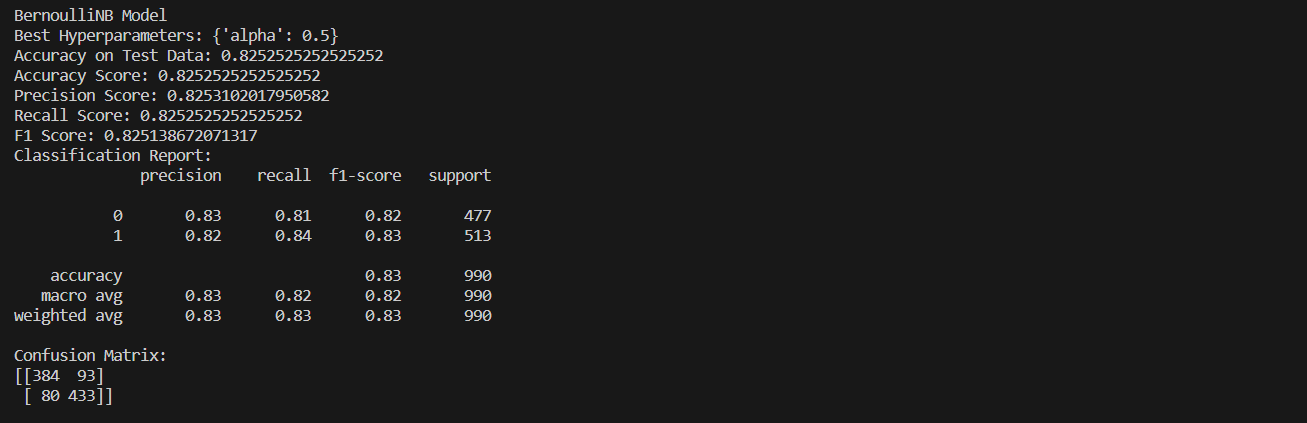 BernoulliNB Model
Best Hyperparameters: {'alpha': 0.5}
Accuracy on Test Data: 0.8252525252525252
Accuracy Score: 0.8252525252525252
Precision Score: 0.8253102017950582
Recall Score: 0.8252525252525252
F1 Score: 0.825138672071317
Classification Report:
precision recall f1-score support
0 0.83 0.81 0.82 477
1 0.82 0.84 0.83 513
accuracy 0.83 990
macro avg 0.83 0.82 0.82 990
weighted avg 0.83 0.83 0.83 990
Confusion Matrix:
[[384 93]
[ 80 433]]